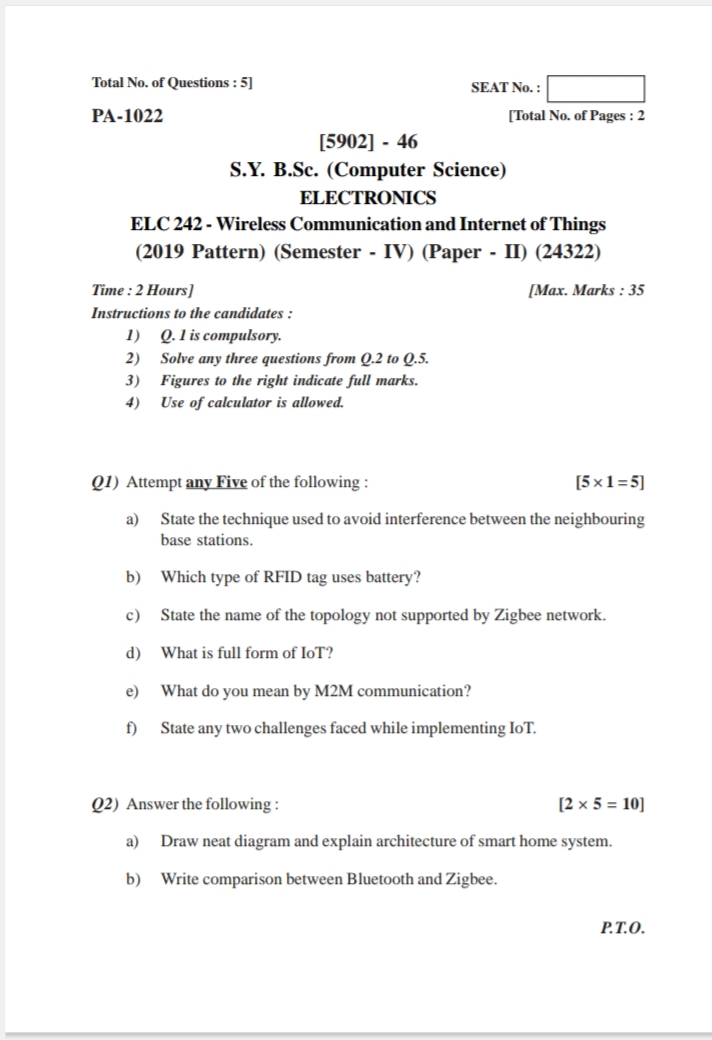 Total No. of Questions : 5]
SEAT No. :
PA-1022
[Total No. of Pages : 2
[5902] - 46
S.Y. B.Sc. (Computer Science)
ELECTRONICS
ELC 242 - Wireless Communication and Internet of Things
(2019 Pattern) (Semester - IV) (Paper - II) (24322)
Time : 2 Hours]
[Max. Marks : 35
Instructions to the candidates :
1) Q. 1 is compulsory.
2) Solve any three questions from Q.2 to Q.5.
3) Figures to the right indicate full marks.
4) Use of calculator is allowed.
Q1) Attempt any Five of the following : [5 × 1 = 5]
a) State the technique used to avoid interference between the neighbouring
base stations.
b) Which type of RFID tag uses battery?
c) State the name of the topology not supported by Zigbee network.
d) What is full form of IoT?
e) What do you mean by M2M communication?
f) State any two challenges faced while implementing IoT.
Q2) Answer the following : [2 × 5 = 10]
a) Draw neat diagram and explain architecture of smart home system.
b) Write comparison between Bluetooth and Zigbee.
P.T.O.